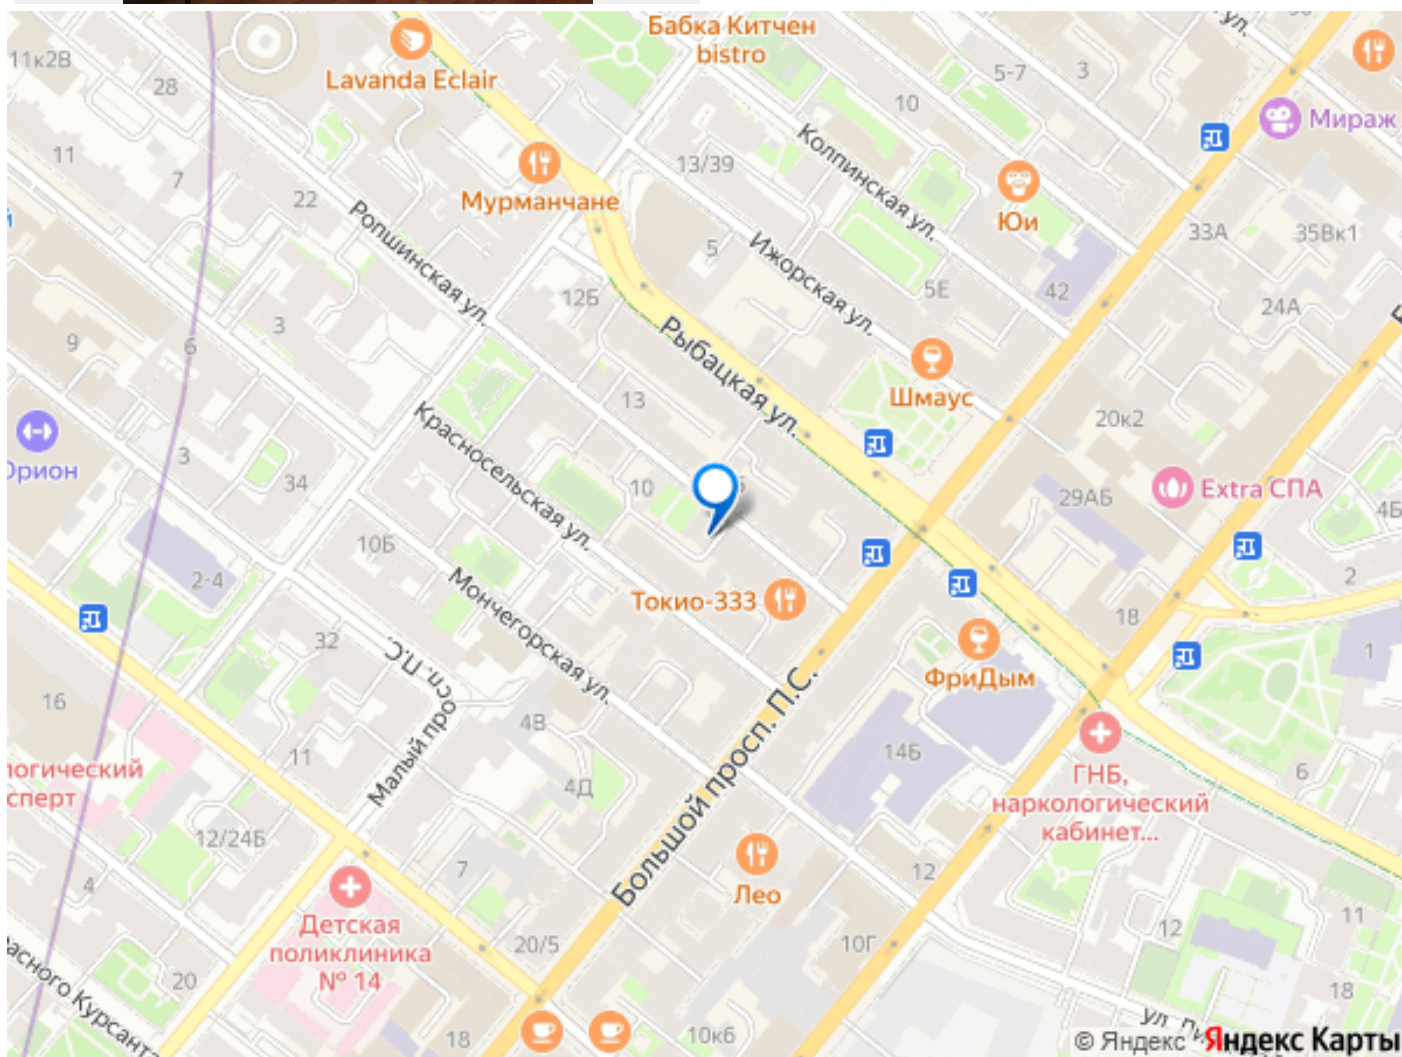 Бабка Китчен
bistro
ул.
11к2В
28
Lavanda Eclair
5-7
3
10
Мираж
11
7
22
Мурманчане
13/39
Колпинская ул.
Юи
Ропшинская ул.
5
Ижорская ул.
33А
35Вк1
12Б
5Е
42
24А
9
3
6
Рыбацкая ул.
Шмаус
13
20к2
Орион
3
34
Красносельская ул.
10
29АБ
Extra СПА
4Б
10Б
2-4
Мончегорская ул.
Токио-333
2
18
32
Малый просп. П.С.
ФриДым
1
16
4В
Большой просп. П.С.
14Б
11
4Д
6
логический
сперт
ГНБ,
наркологический
кабинет...
12/24Б
7
Лео
12
4
Детская
поликлиника
№ 14
20/5
10Г
12
11
20
асного Курсанта
18
18
10к6
ул.
© Яндекс Яндекс Карты